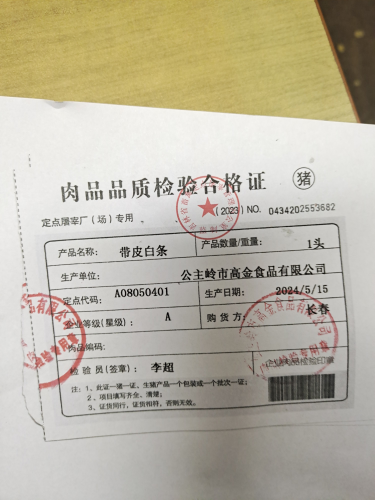 肉品品质检验合格证 猪
定点屠宰厂（场）专用 (2023) NO. 0434202553682
产品名称： 带皮白条 产品数量/重量： 1头
生产单位： 公主岭市高金食品有限公司
定点代码： A08050401 生产日期： 2024/5/15
企业等级(星级)： A 购货方： 长春
肉品编码：
检验员(签章)： 李超
注：1、此证一猪一证，生猪产品一个包装或一个批次一证；
2、项目填写齐全、清楚；
3、证货同行，证货相符，否则无效。